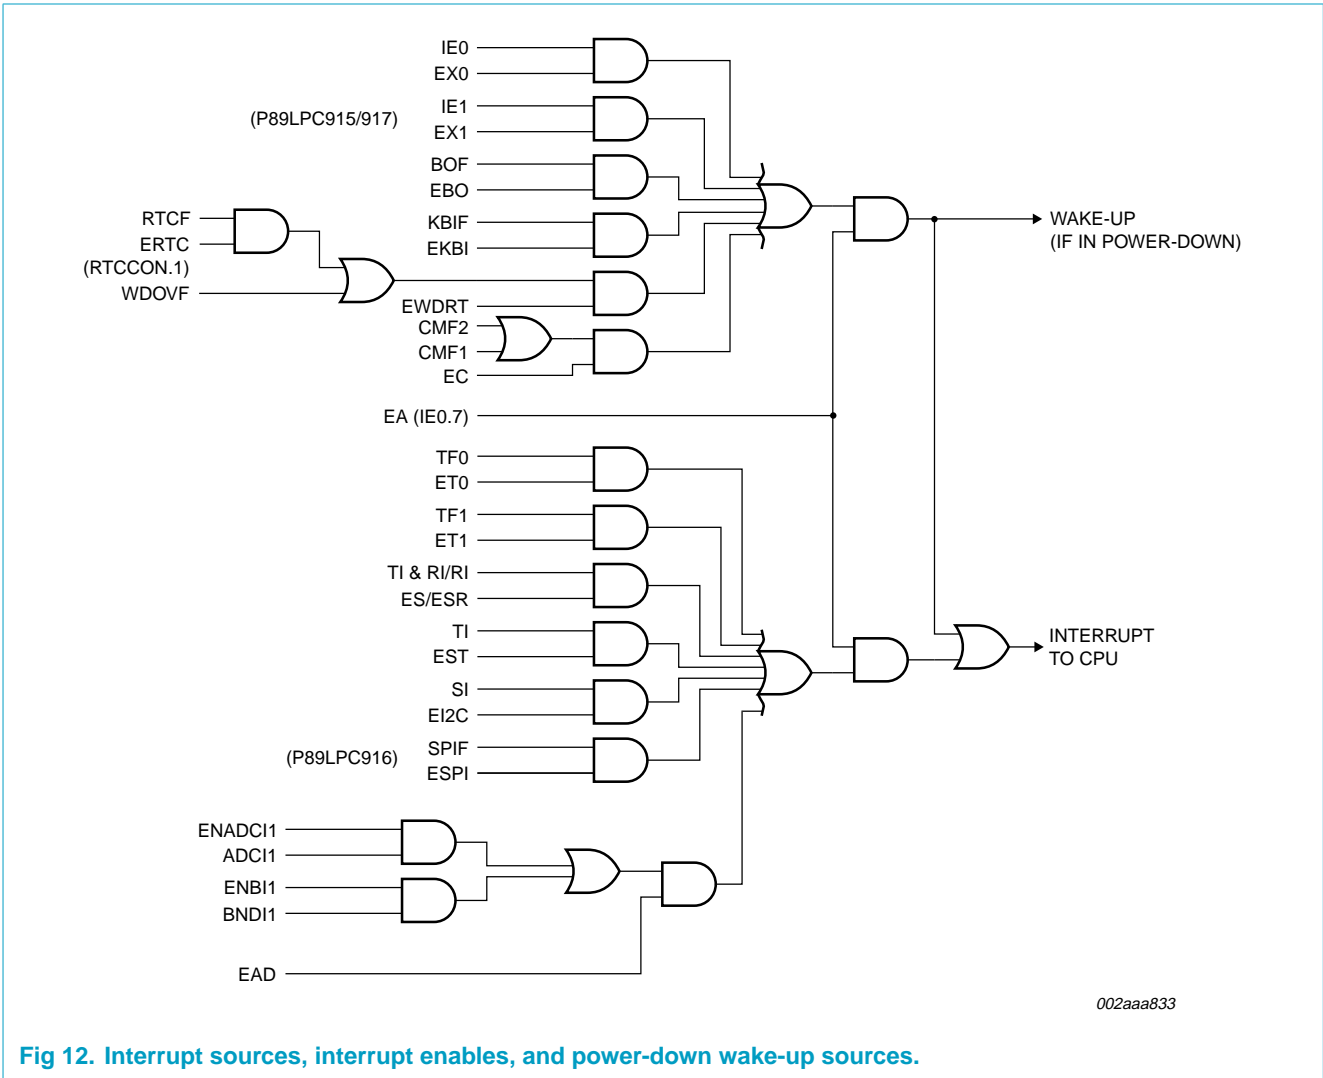 IE0
EX0
(P89LPC915/917)
IE1
EX1
BOF
EBO
RTCF
ERTC
(RTCCON.1)
WDOVF
KBIF
EKBI
EWDRT
CMF2
CMF1
EC
WAKE-UP
(IF IN POWER-DOWN)
EA (IE0.7)
TF0
ET0
TF1
ET1
TI & RI/RI
ES/ESR
TI
EST
INTERRUPT
TO CPU
SI
EI2C
(P89LPC916)
SPIF
ESPI
ENADCI1
ADCI1
ENBI1
BNDI1
EAD
002aaa833
Fig 12. Interrupt sources, interrupt enables, and power-down wake-up sources.